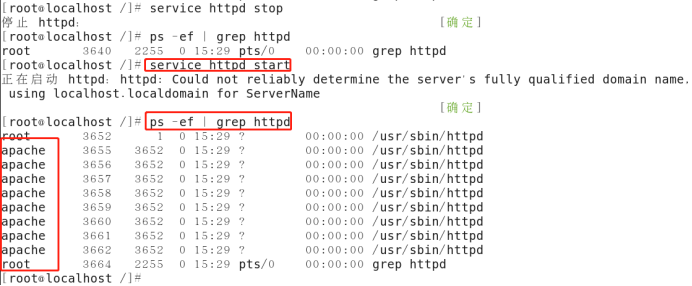 [root@localhost /]# service httpd stop
停止 httpd: [确定]
[root@localhost /]# ps -ef | grep httpd
root 3640 2255 0 15:29 pts/0 00:00:00 grep httpd
[root@localhost /]# service httpd start
正在启动 httpd: httpd: Could not reliably determine the server's fully qualified domain name,
using localhost.localdomain for ServerName
[确定]
[root@localhost /]# ps -ef | grep httpd
root 3652 1 0 15:29 ? 00:00:00 /usr/sbin/httpd
apache 3655 3652 0 15:29 ? 00:00:00 /usr/sbin/httpd
apache 3656 3652 0 15:29 ? 00:00:00 /usr/sbin/httpd
apache 3657 3652 0 15:29 ? 00:00:00 /usr/sbin/httpd
apache 3658 3652 0 15:29 ? 00:00:00 /usr/sbin/httpd
apache 3659 3652 0 15:29 ? 00:00:00 /usr/sbin/httpd
apache 3660 3652 0 15:29 ? 00:00:00 /usr/sbin/httpd
apache 3661 3652 0 15:29 ? 00:00:00 /usr/sbin/httpd
apache 3662 3652 0 15:29 ? 00:00:00 /usr/sbin/httpd
root 3664 2255 0 15:29 pts/0 00:00:00 grep httpd
[root@localhost /]#